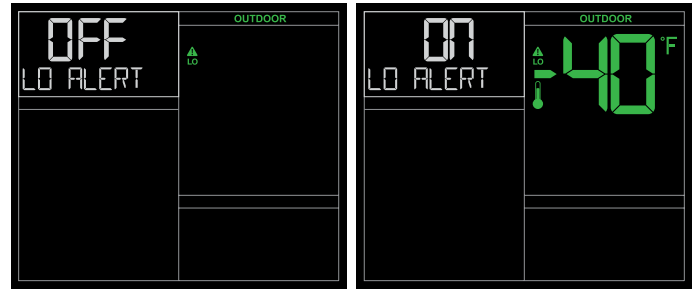 OFF
LO ALERT
OUTDOOR
LO
ON
LO ALERT
OUTDOOR
LO
-40 °F